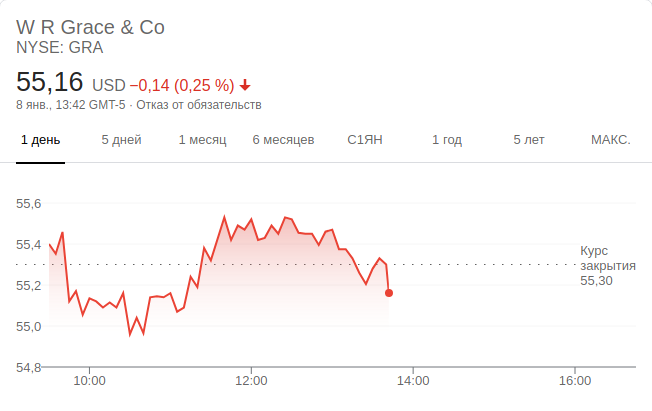 W R Grace & Co
NYSE: GRA
55,16 USD −0,14 (0,25 %)
8 янв., 13:42 GMT-5 · Отказ от обязательств
1 день 5 дней 1 месяц 6 месяцев С1ЯН 1 год 5 лет МАКС.
55,6
55,4
Курс
закрытия
55,30
55,2
55,0
54,8
10:00 12:00 14:00 16:00